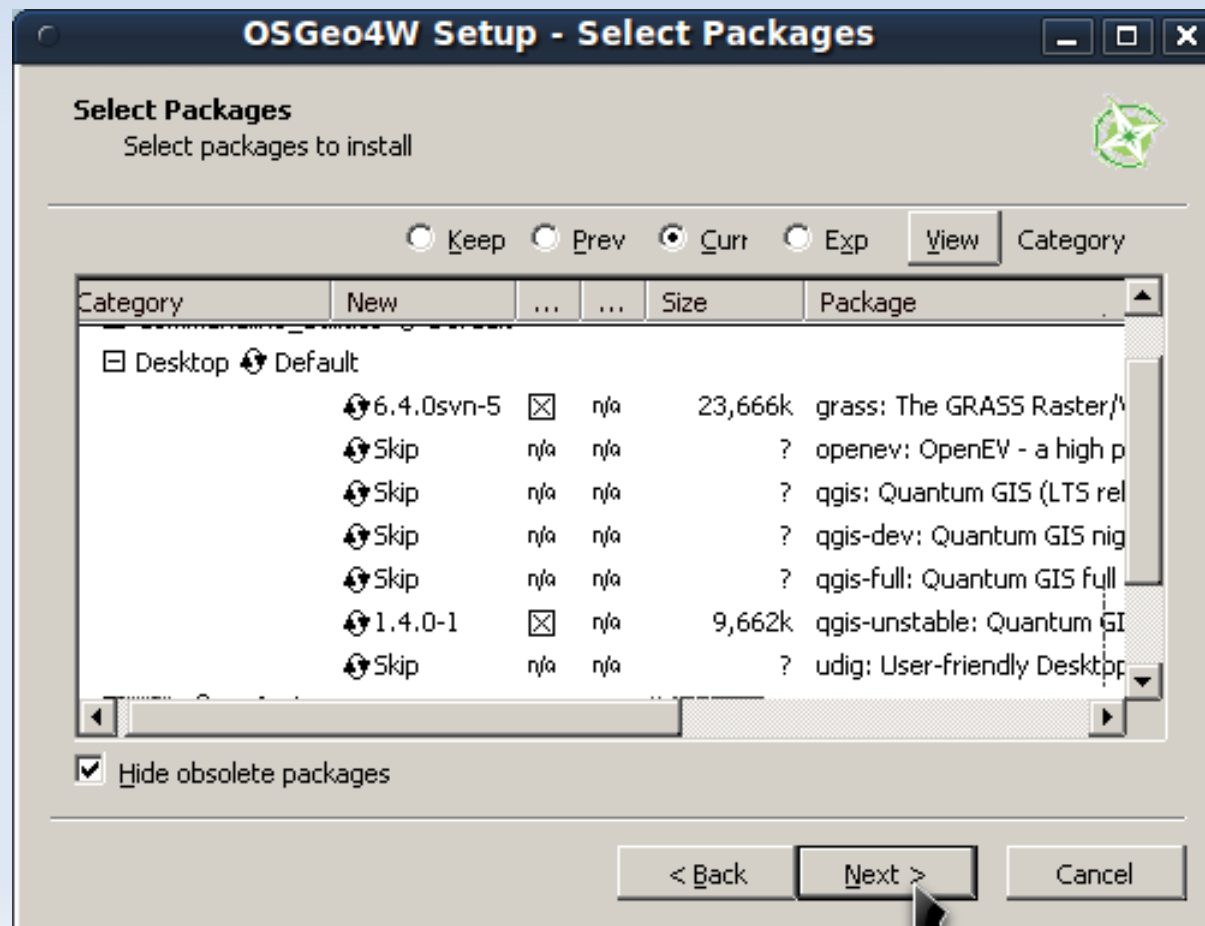 OSGeo4W Setup - Select Packages
Select Packages
Select packages to install
Keep Prev Curr Exp View Category
Category New ... ... Size Package
Desktop Default
6.4.0svn-5 n/a 23,666k grass: The GRASS Raster/
Skip n/a n/a ? openev: OpenEV - a high p
Skip n/a n/a ? qgis: Quantum GIS (LTS rel
Skip n/a n/a ? qgis-dev: Quantum GIS nig
Skip n/a n/a ? qgis-full: Quantum GIS full
1.4.0-1 n/a 9,662k qgis-unstable: Quantum GI
Skip n/a n/a ? udig: User-friendly Desktop
Hide obsolete packages
< Back Next > Cancel